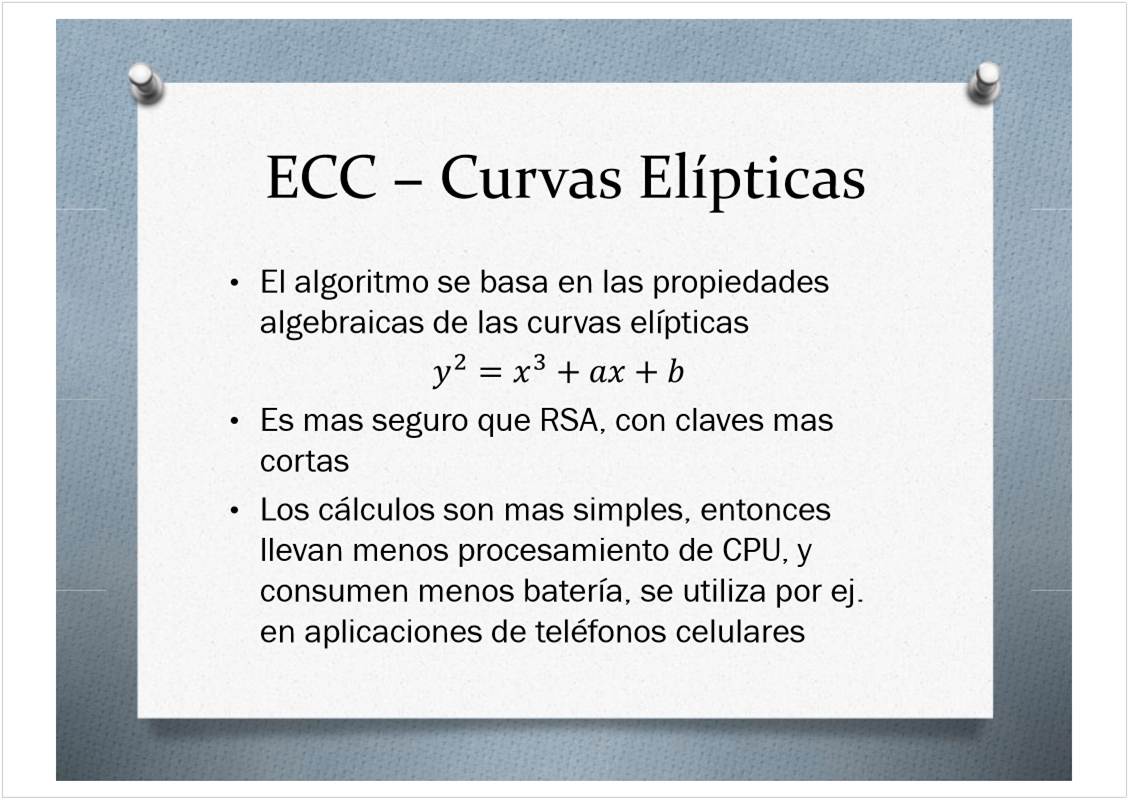 ECC – Curvas Elípticas
• El algoritmo se basa en las propiedades
algebraicas de las curvas elípticas
y² = x³ + ax + b
• Es mas seguro que RSA, con claves mas
cortas
• Los cálculos son mas simples, entonces
llevan menos procesamiento de CPU, y
consumen menos batería, se utiliza por ej.
en aplicaciones de teléfonos celulares